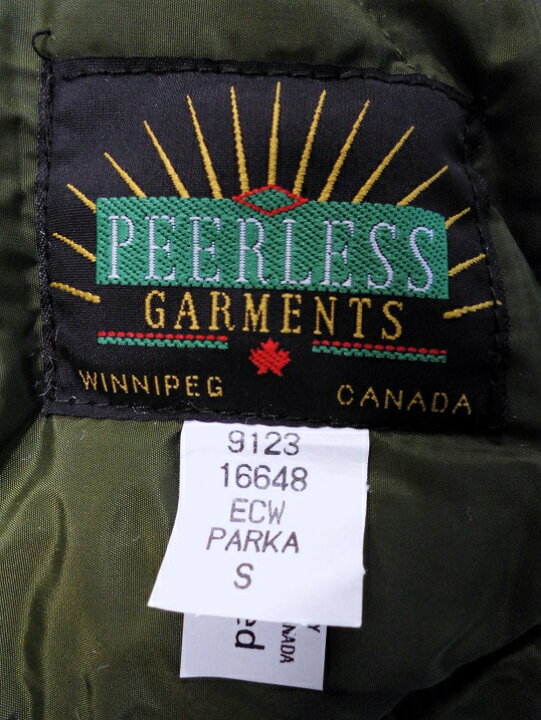 PEERLESS
GARMENTS
WINNIPEG CANADA
9123
16648
ECW
PARKA
S